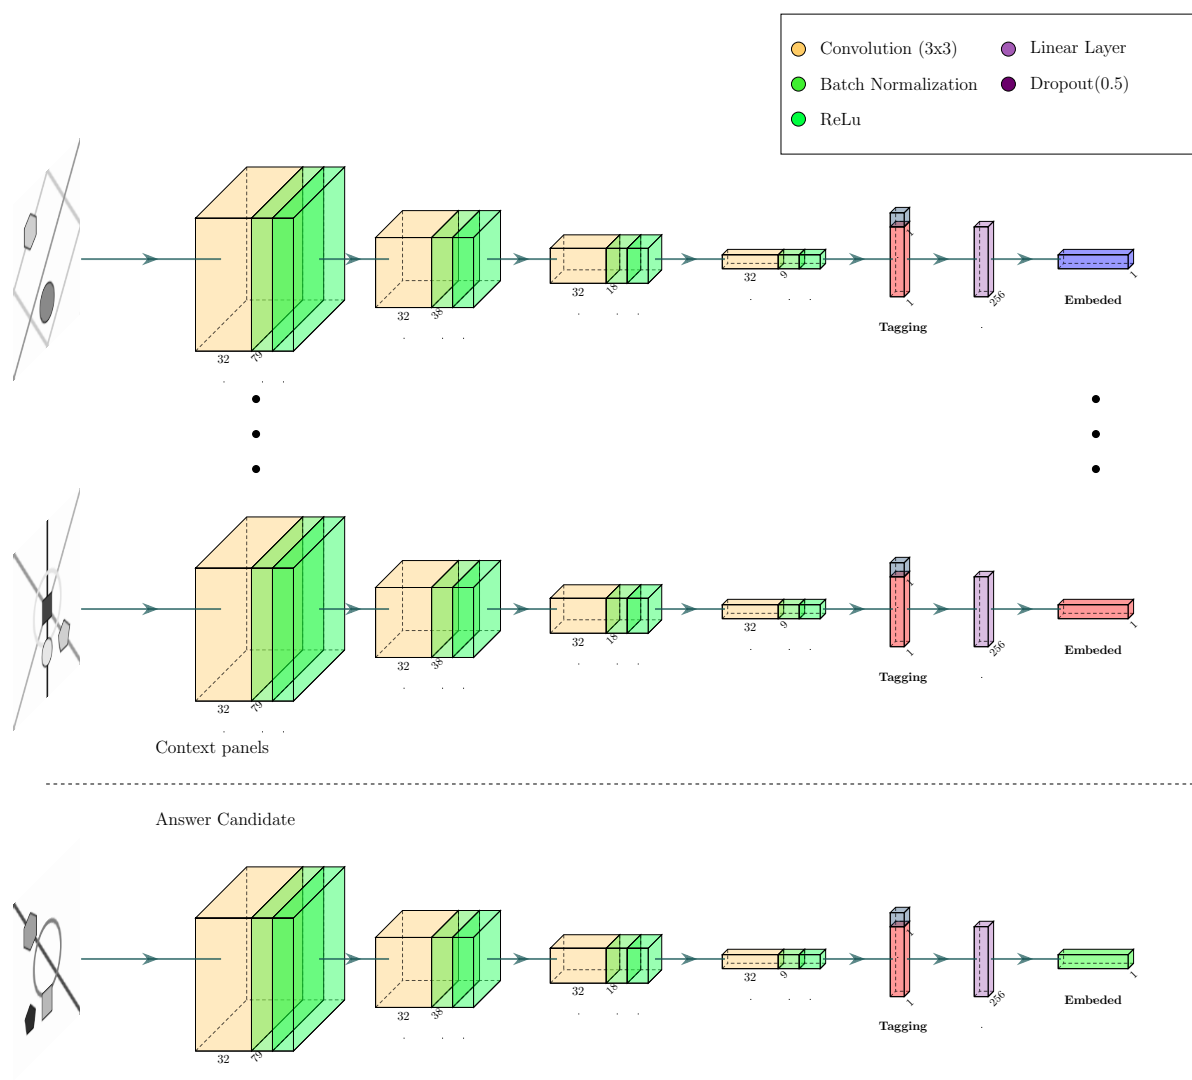 Convolution (3x3)
Linear Layer
Batch Normalization
Dropout(0.5)
ReLu
32
79
32
38
32
18
32
9
1
1
Tagging
256
1
Embeded
32
79
32
38
32
18
32
9
1
1
Tagging
256
1
Embeded
Context panels
Answer Candidate
32
79
32
38
32
18
32
9
1
1
Tagging
256
1
Embeded